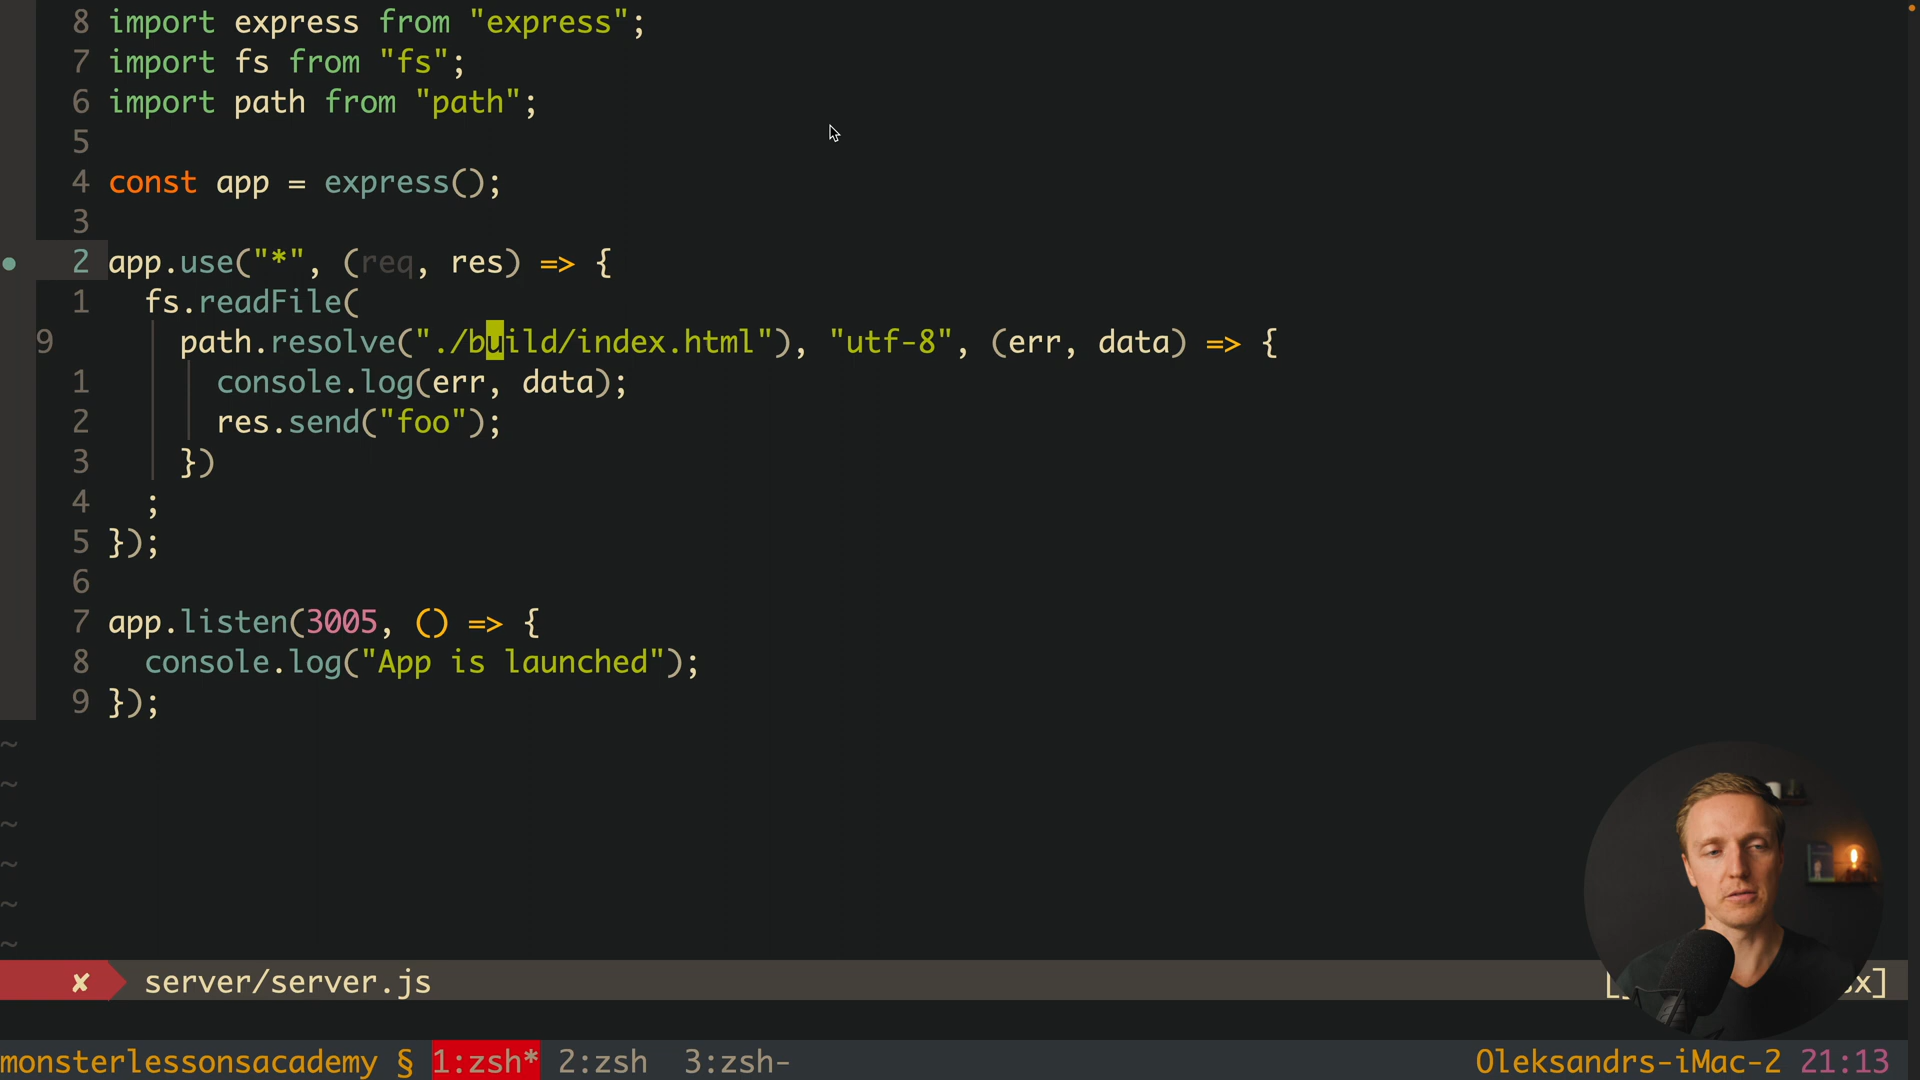 8 import express from "express";
7 import fs from "fs";
6 import path from "path";
5
4 const app = express();
3
2 app.use("*", (req, res) => {
1   fs.readFile(
9     path.resolve("./build/index.html"), "utf-8", (err, data) => {
1       console.log(err, data);
2       res.send("foo");
3     })
4   ;
5 });
6
7 app.listen(3005, () => {
8   console.log("App is launched");
9 });
~
~
~
~
~
~
✘ server/server.js [ x]
monsterlessonsacademy § 1:zsh* 2:zsh 3:zsh- Oleksandrs-iMac-2 21:13